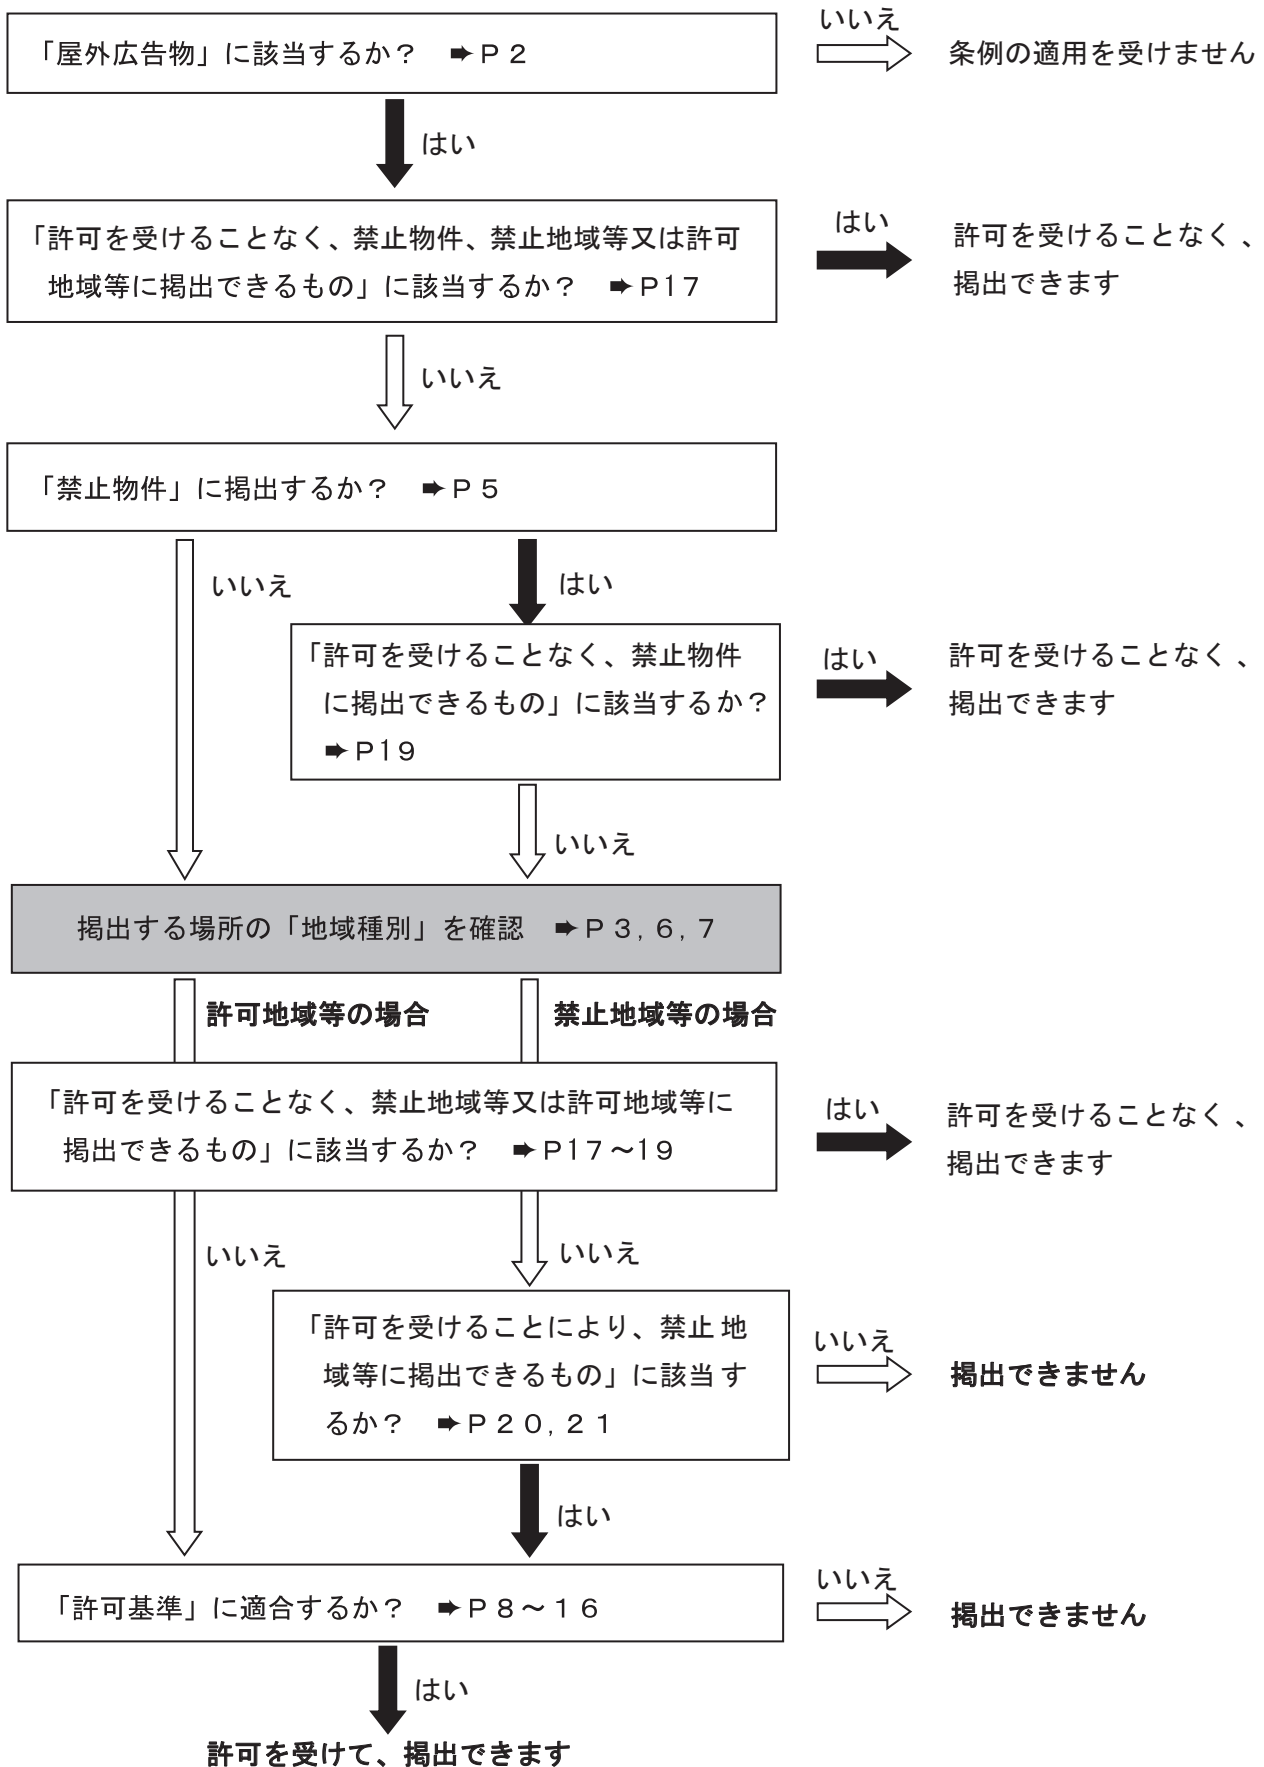 「屋外広告物」に該当するか？　➨Ｐ２
いいえ
条例の適用を受けません
はい
「許可を受けることなく、禁止物件、禁止地域等又は許可
地域等に掲出できるもの」に該当するか？　➨Ｐ17
はい
許可を受けることなく、
掲出できます
いいえ
「禁止物件」に掲出するか？　➨Ｐ５
いいえ
はい
「許可を受けることなく、禁止物件
に掲出できるもの」に該当するか？
➨Ｐ19
はい
許可を受けることなく、
掲出できます
いいえ
掲出する場所の「地域種別」を確認　➨Ｐ３,６,７
許可地域等の場合
禁止地域等の場合
「許可を受けることなく、禁止地域等又は許可地域等に
掲出できるもの」に該当するか？　➨Ｐ17～19
はい
許可を受けることなく、
掲出できます
いいえ
いいえ
「許可を受けることにより、禁止地
域等に掲出できるもの」に該当す
るか？　➨Ｐ２０,２１
いいえ
掲出できません
はい
「許可基準」に適合するか？　➨Ｐ８～１６
いいえ
掲出できません
はい
許可を受けて、掲出できます